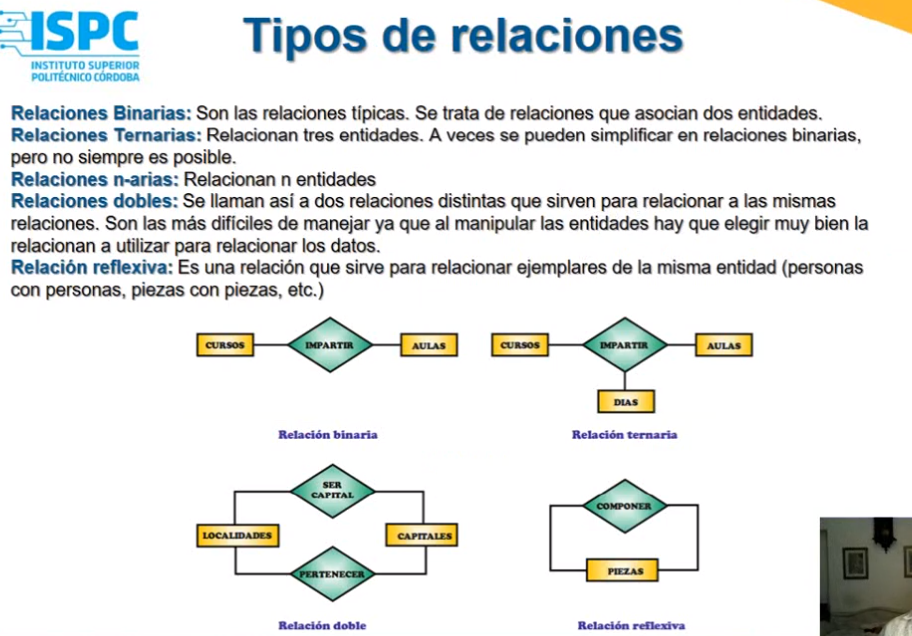 ISPC
INSTITUTO SUPERIOR
POLITÉCNICO CÓRDOBA
Tipos de relaciones
Relaciones Binarias: Son las relaciones típicas. Se trata de relaciones que asocian dos entidades.
Relaciones Ternarias: Relacionan tres entidades. A veces se pueden simplificar en relaciones binarias,
pero no siempre es posible.
Relaciones n-arias: Relacionan n entidades
Relaciones dobles: Se llaman así a dos relaciones distintas que sirven para relacionar a las mismas
relaciones. Son las más difíciles de manejar ya que al manipular las entidades hay que elegir muy bien la
relacionan a utilizar para relacionar los datos.
Relación reflexiva: Es una relación que sirve para relacionar ejemplares de la misma entidad (personas
con personas, piezas con piezas, etc.)
CURSOS IMPARTIR AULAS
CURSOS IMPARTIR AULAS
DIAS
Relación binaria
Relación ternaria
SER
CAPITAL
LOCALIDADES
CAPITALES
PERTENECER
Relación doble
COMPONER
PIEZAS
Relación reflexiva